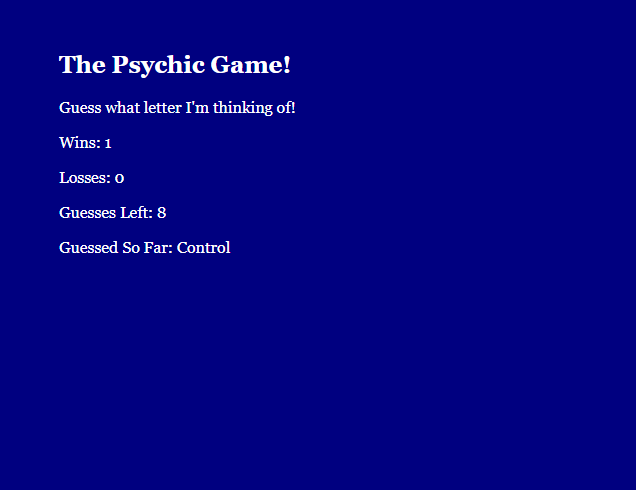 The Psychic Game!
Guess what letter I'm thinking of!
Wins: 1
Losses: 0
Guesses Left: 8
Guessed So Far: Control